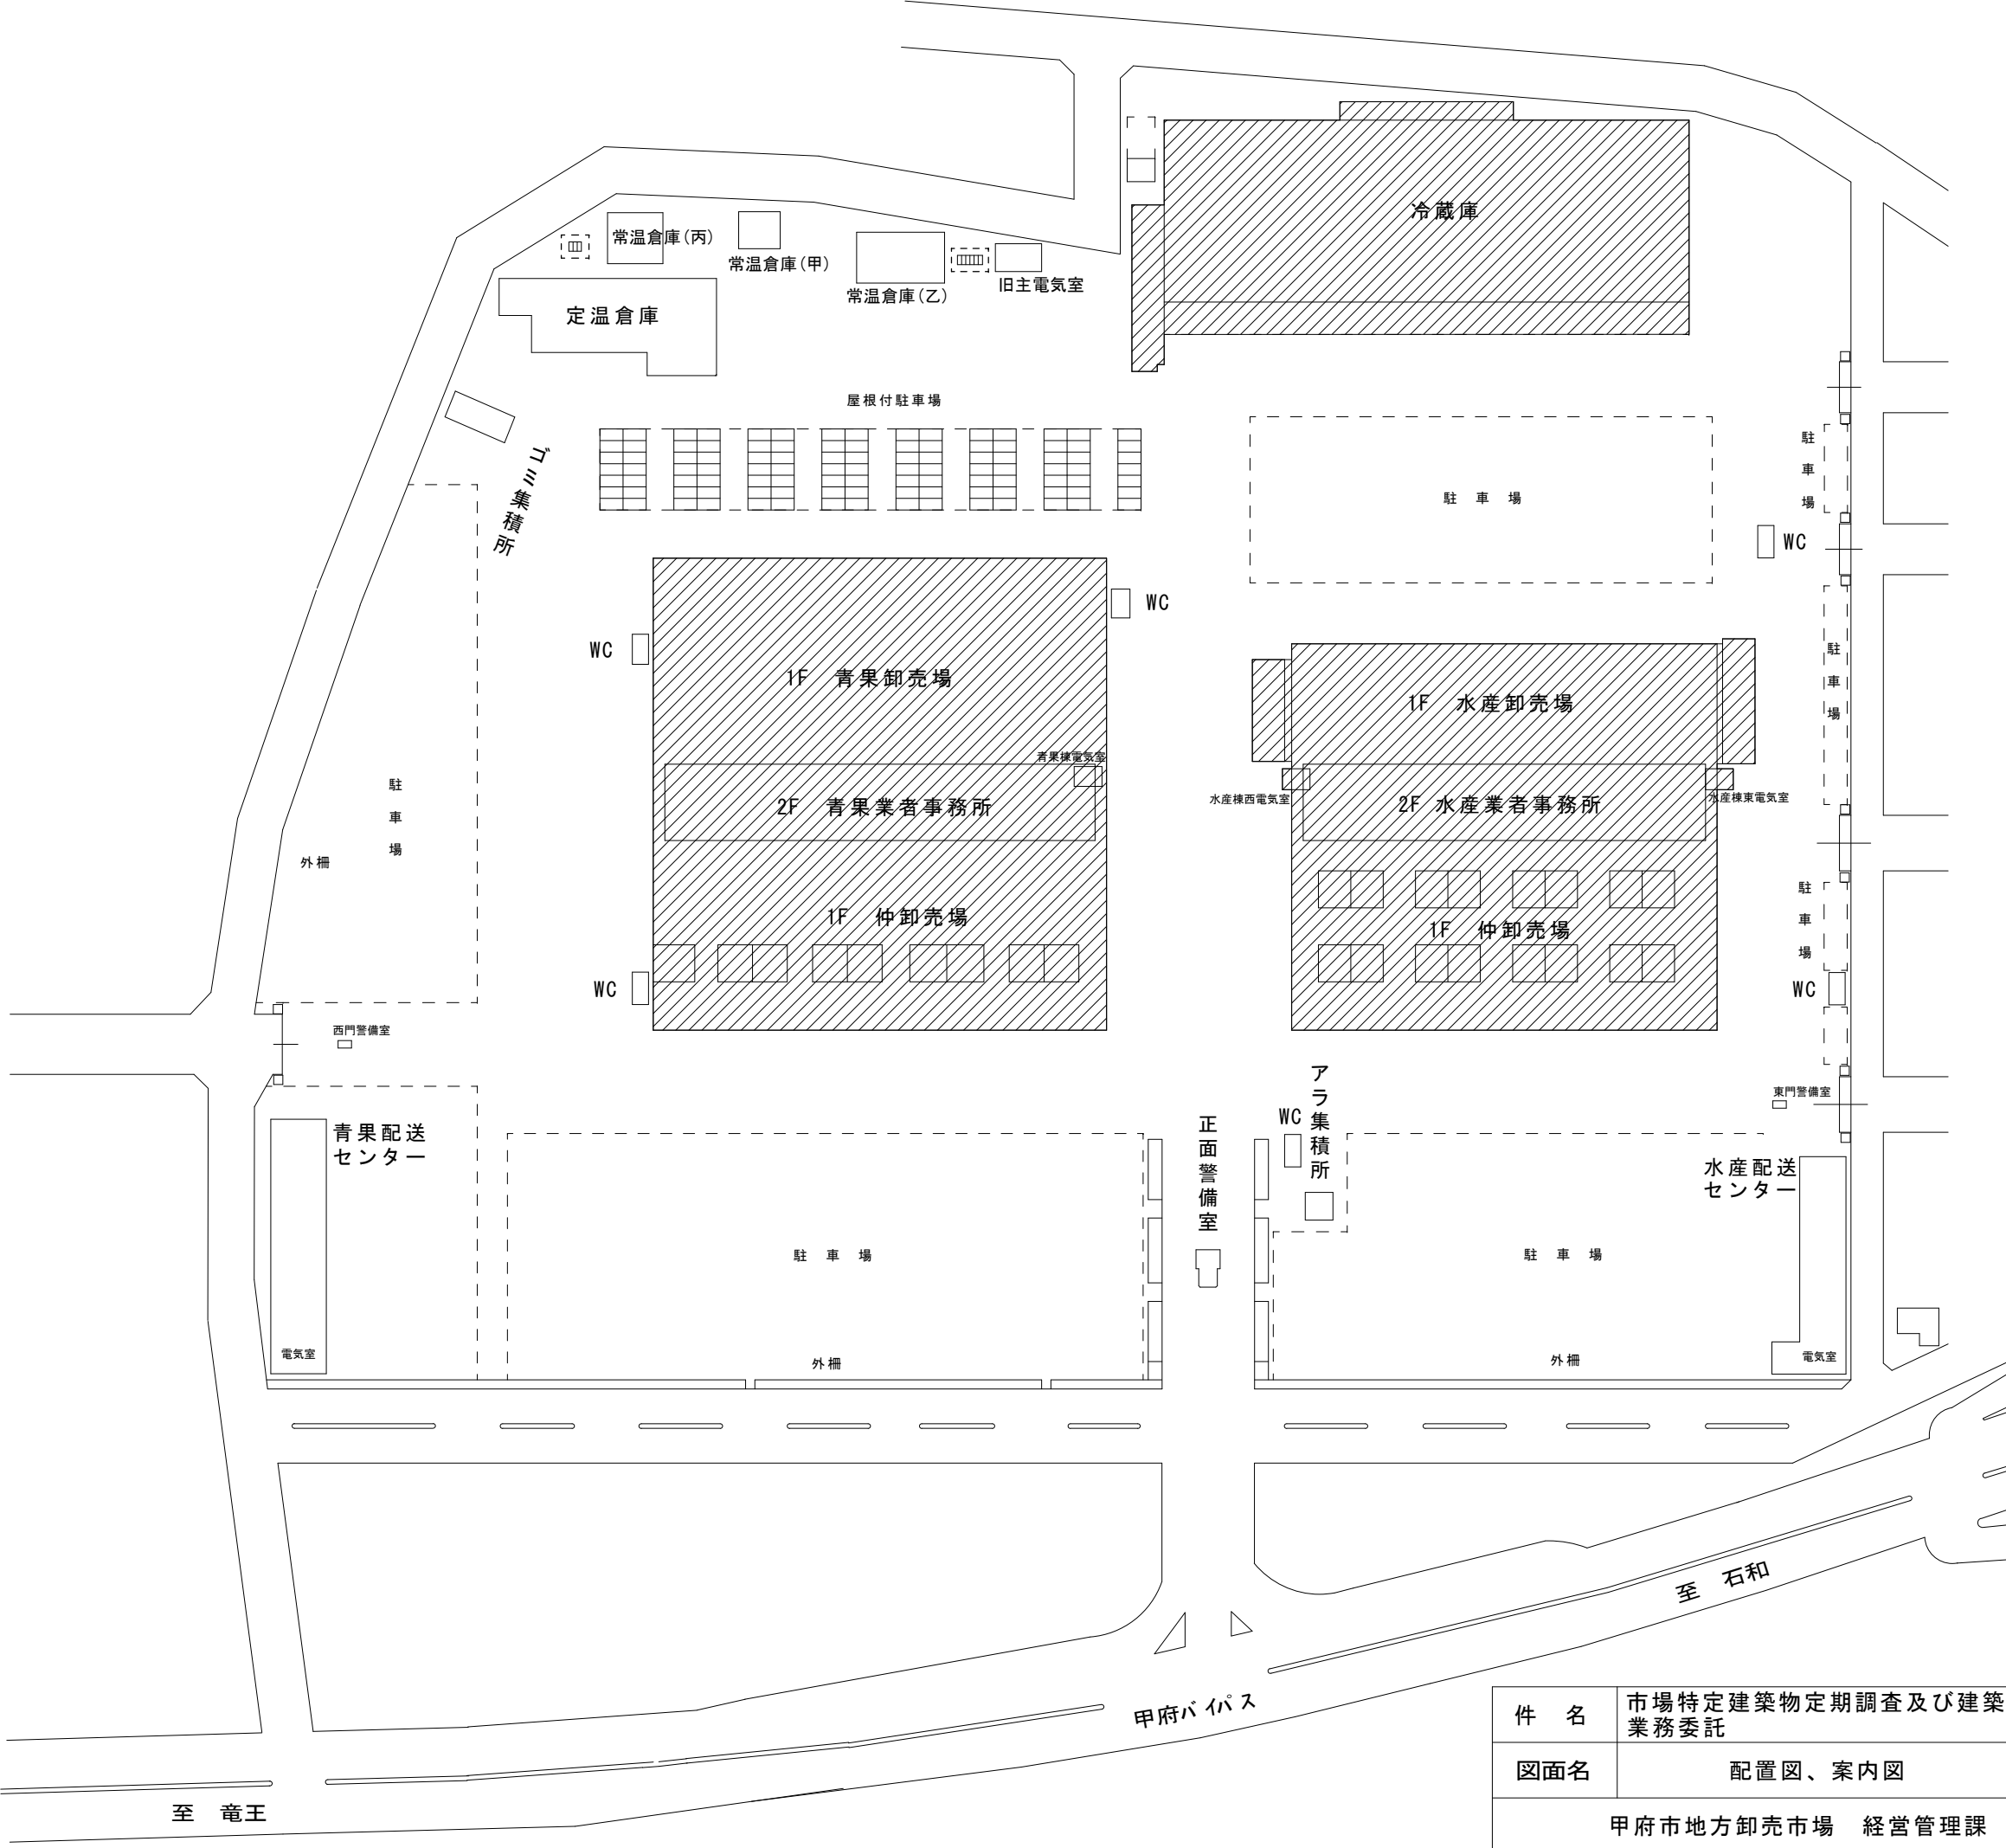 冷蔵庫
常温倉庫(丙)
常温倉庫(甲)
常温倉庫(乙)
旧主電気室
定温倉庫
屋根付駐車場
ゴミ集積所
駐車場
駐車場
WC
WC
WC
1F 青果卸売場
1F 水産卸売場
駐車場
青果棟電気室
2F 青果業者事務所
水産棟西電気室
2F 水産業者事務所
水産棟東電気室
駐車場
外柵
1F 仲卸売場
1F 仲卸売場
駐車場
WC
WC
西門警備室
東門警備室
青果配送
センター
正面警備室
WC
アラ集積所
水産配送
センター
駐車場
駐車場
電気室
外柵
外柵
電気室
至 石和
甲府バイパス
至 竜王
件 名
市場特定建築物定期調査及び建築
業務委託
図面名
配置図、案内図
甲府市地方卸売市場 経営管理課